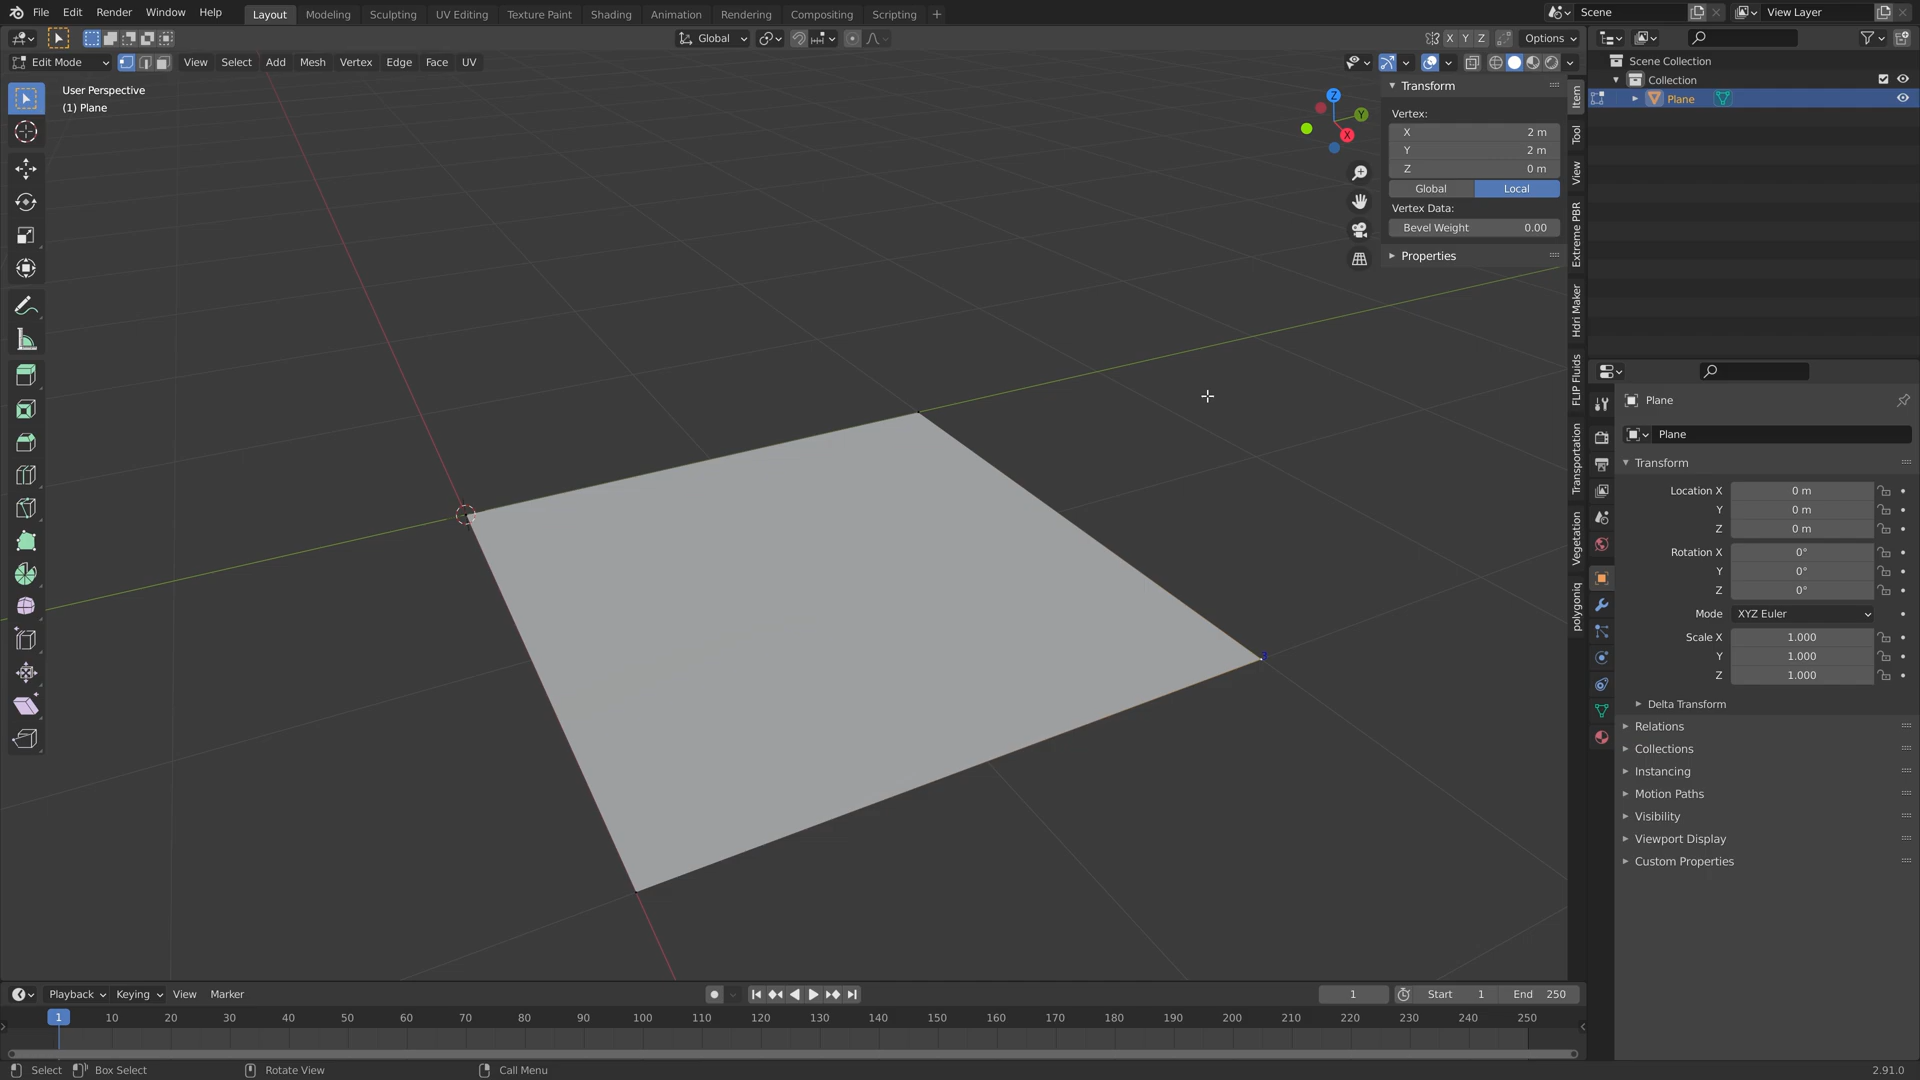 File Edit Render Window Help Layout Modeling Sculpting UV Editing Texture Paint Shading Animation Rendering Compositing Scripting + Scene View Layer
Global X Y Z Options
Edit Mode View Select Add Mesh Vertex Edge Face UV
User Perspective
(1) Plane
Z
Y
X
3
Transform
Vertex:
X 2 m
Y 2 m
Z 0 m
Global Local
Vertex Data:
Bevel Weight 0.00
Properties
Item
Tool
View
Extreme PBR
Hdri Maker
FLIP Fluids
Transportation
Vegetation
polygoniq
Scene Collection
Collection
Plane
Plane
Plane
Transform
Location X 0 m
Y 0 m
Z 0 m
Rotation X 0°
Y 0°
Z 0°
Mode XYZ Euler
Scale X 1.000
Y 1.000
Z 1.000
Delta Transform
Relations
Collections
Instancing
Motion Paths
Visibility
Viewport Display
Custom Properties
Playback Keying View Marker 1 Start 1 End 250
1 10 20 30 40 50 60 70 80 90 100 110 120 130 140 150 160 170 180 190 200 210 220 230 240 250
Select Box Select Rotate View Call Menu 2.91.0